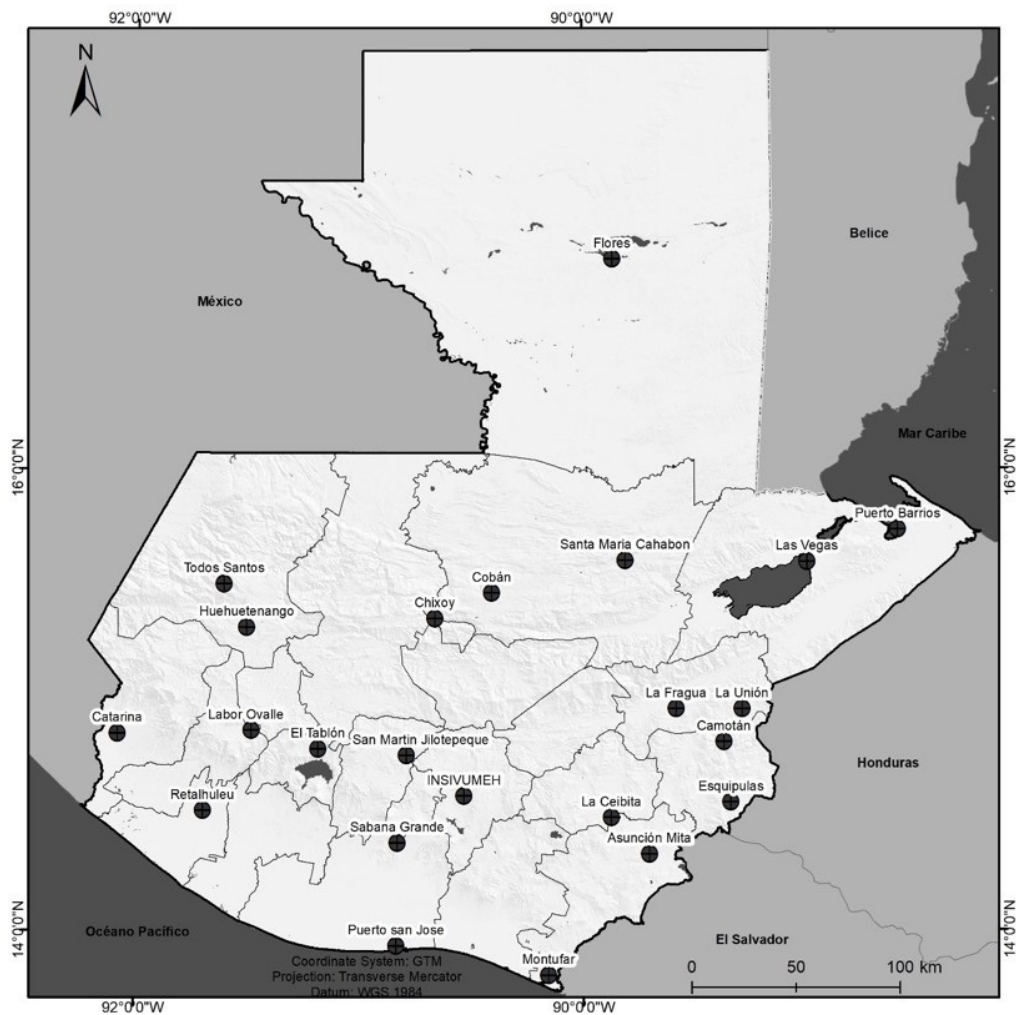 92°0'0"W
90°0'0"W
N
Flores
Belice
México
Mar Caribe
16°0'0"N
16°0'0"N
Puerto Barrios
Santa Maria Cahabon
Las Vegas
Todos Santos
Cobán
Chixoy
Huehuetenango
La Fragua
La Unión
Catarina
Labor Ovalle
El Tablón
San Martin Jilotepeque
Camotán
Honduras
INSIVUMEH
Retalhuleu
Esquipulas
La Ceibita
Sabana Grande
Asunción Mita
14°0'0"N
14°0'0"N
Océano Pacífico
Puerto san Jose
El Salvador
Montufar
Coordinate System: GTM
Projection: Transverse Mercator
Datum: WGS 1984
0 50 100 km
92°0'0"W
90°0'0"W